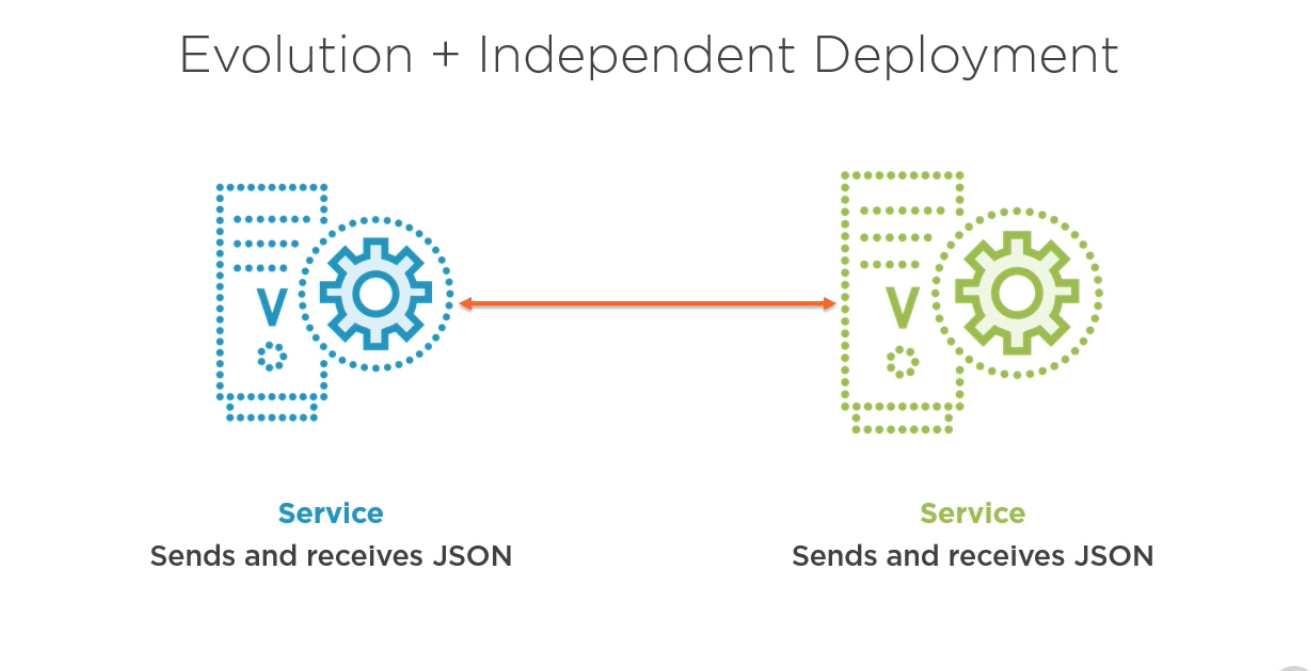 Evolution + Independent Deployment
V
V
Service
Service
Sends and receives JSON
Sends and receives JSON